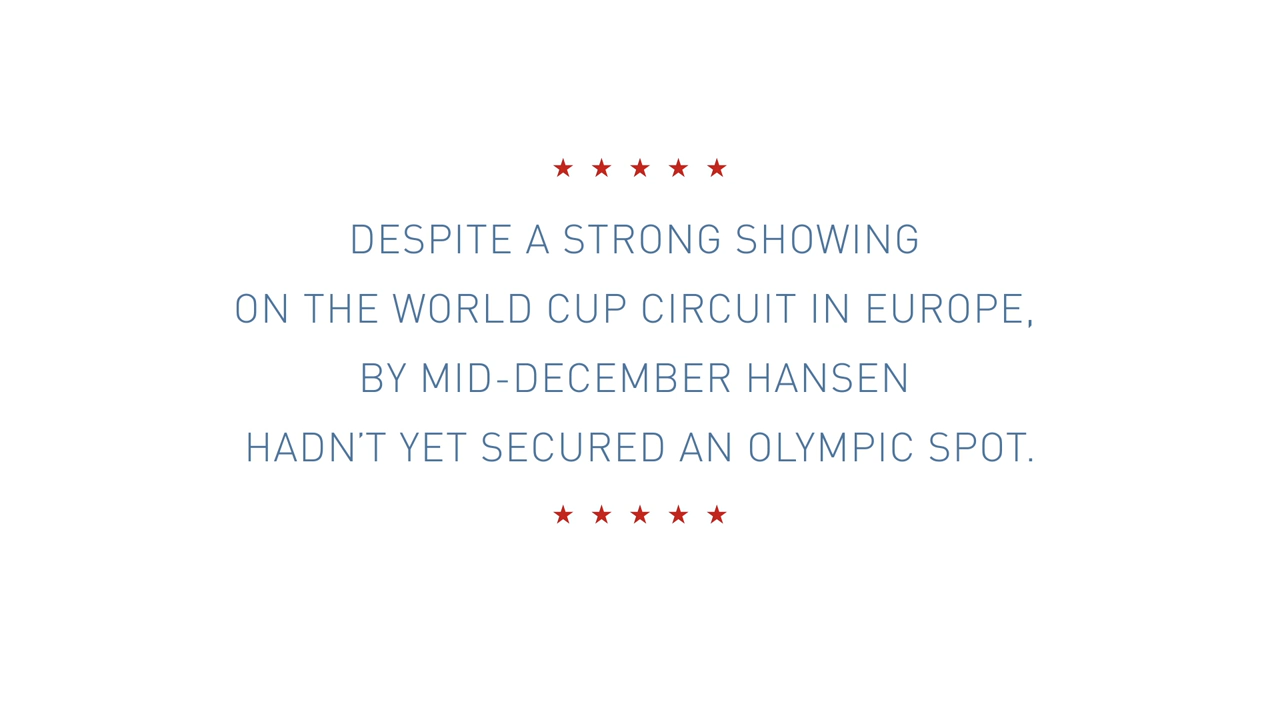 DESPITE A STRONG SHOWING
ON THE WORLD CUP CIRCUIT IN EUROPE,
BY MID-DECEMBER HANSEN
HADN’T YET SECURED AN OLYMPIC SPOT.